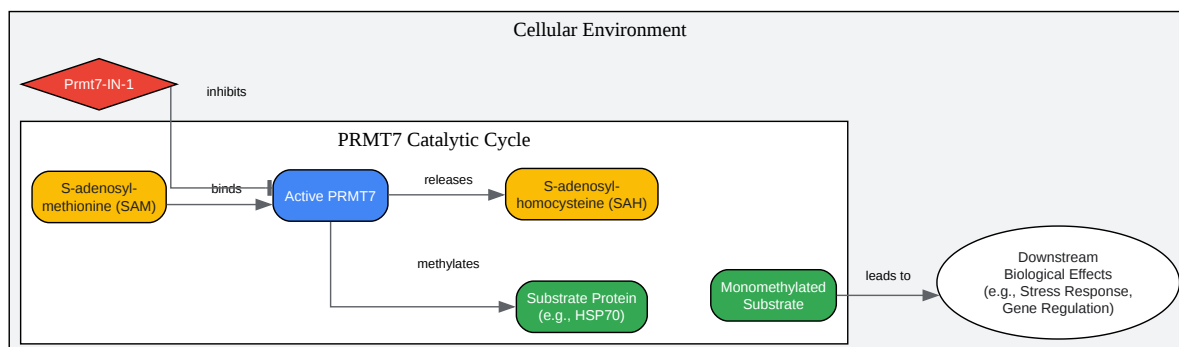 Cellular Environment
Prmt7-IN-1
inhibits
PRMT7 Catalytic Cycle
S-adenosyl-
methionine (SAM)
binds
Active PRMT7
releases
S-adenosyl-
homocysteine (SAH)
methylates
Substrate Protein
(e.g., HSP70)
Monomethylated
Substrate
leads to
Downstream
Biological Effects
(e.g., Stress Response,
Gene Regulation)